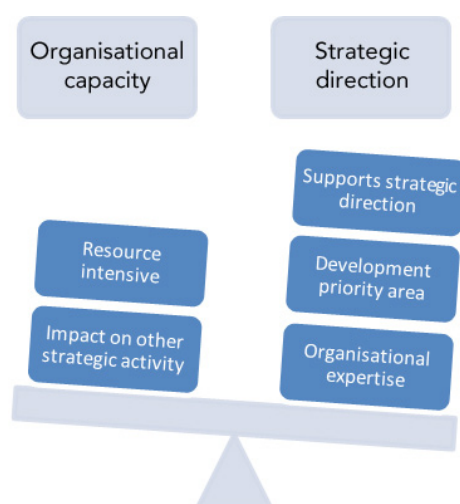 Organisational
capacity
Strategic
direction
Resource
intensive
Impact on other
strategic activity
Supports strategic
direction
Development
priority area
Organisational
expertise